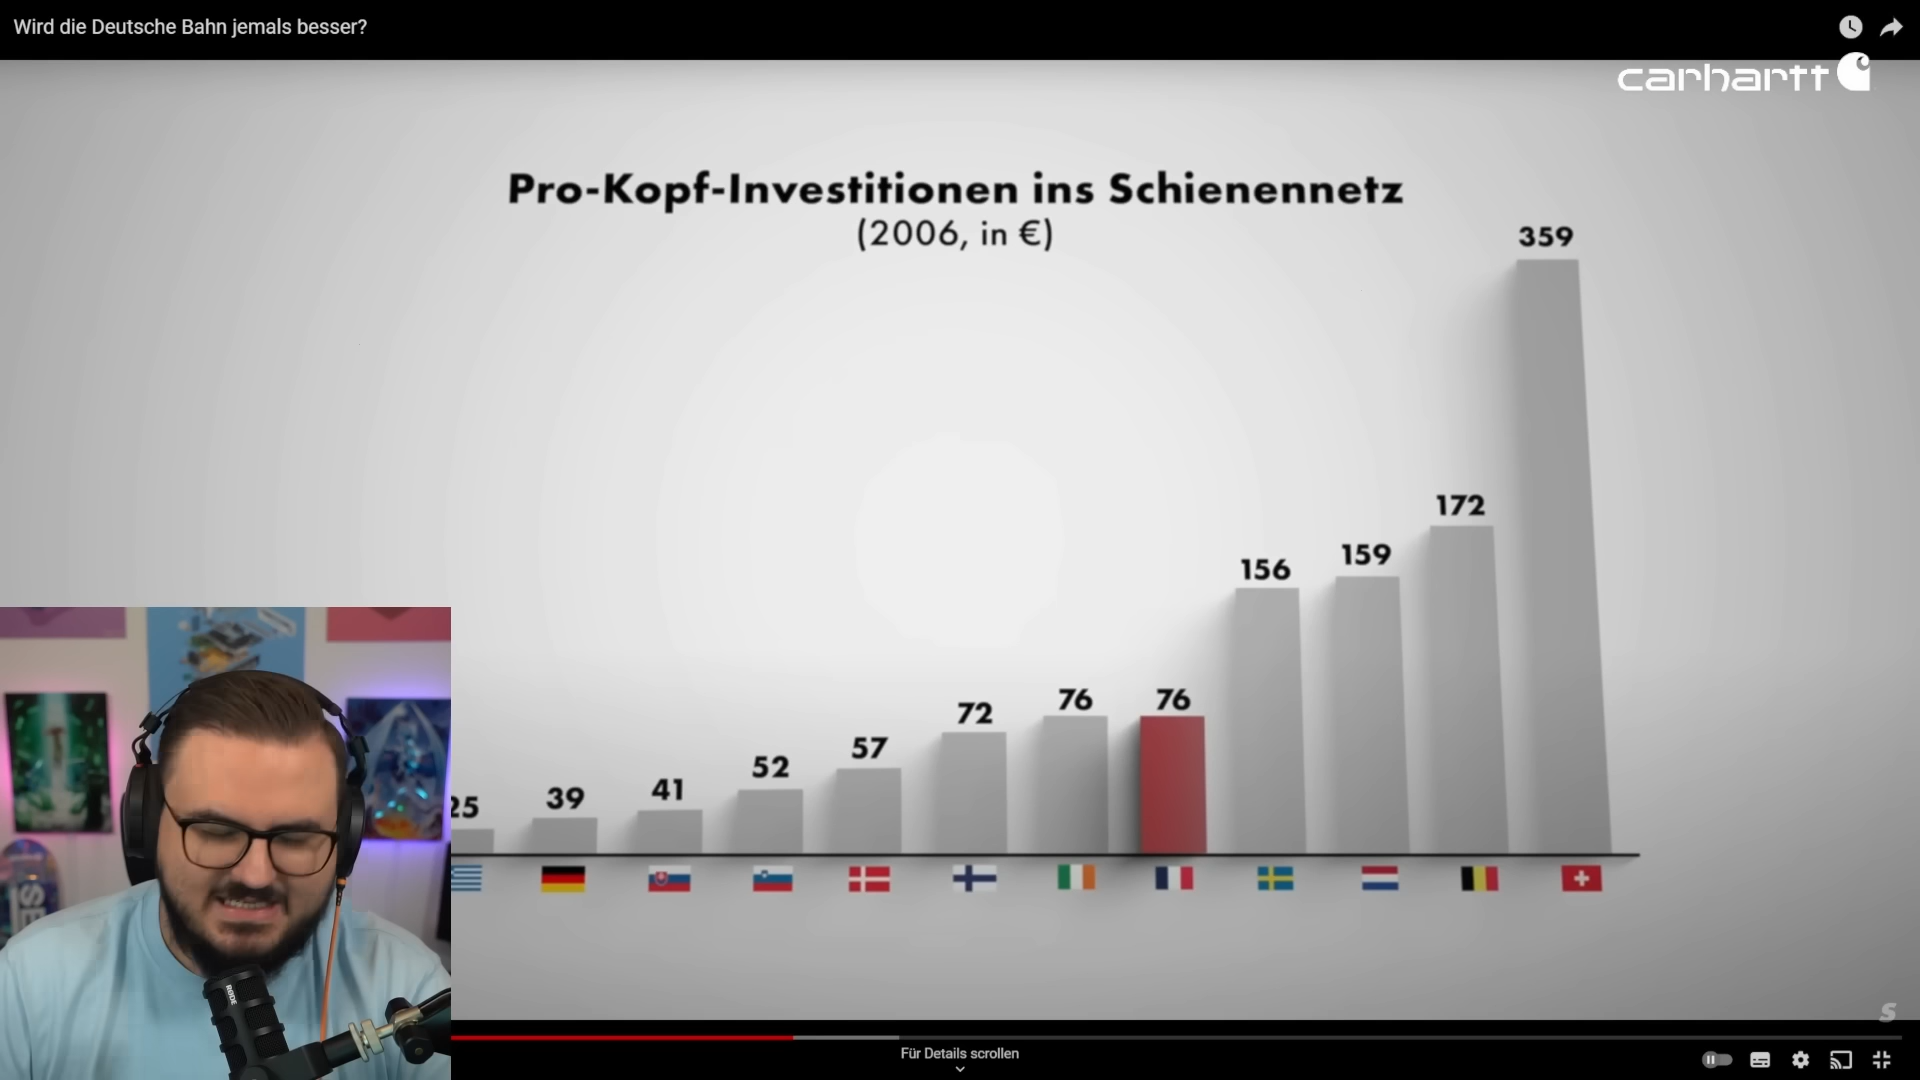 Wird die Deutsche Bahn jemals besser?
carhartt
Pro-Kopf-Investitionen ins Schienennetz
(2006, in €)
359
172
159
156
76
76
72
57
52
41
39
25
RØDE
S
Für Details scrollen